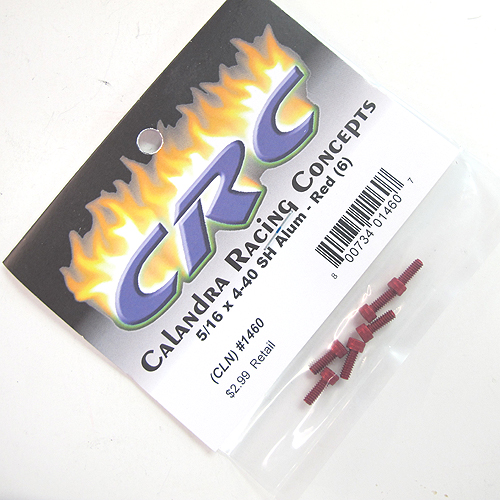 CRC
Calandra Racing Concepts
5/16 x 4-40 SH Alum - Red (6)
(CLN) #1460
$2.99 Retail
8 00734 01460 7